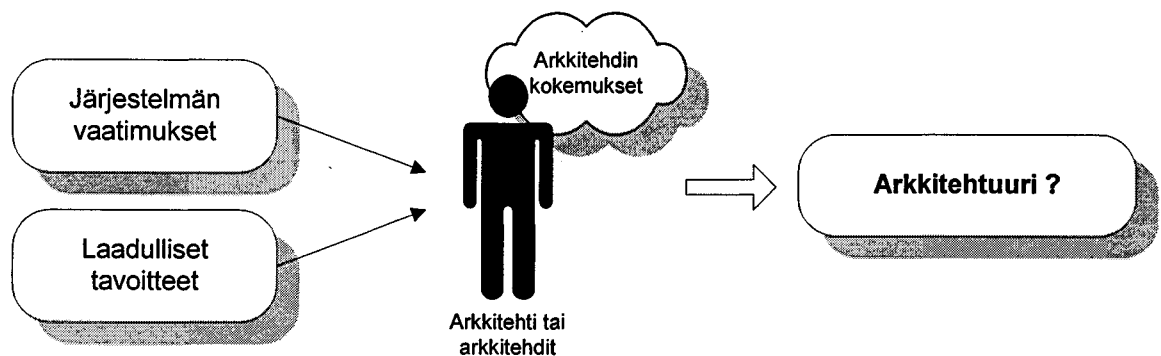 Järjestelmän
vaatimukset
Laadulliset
tavoitteet
Arkkitehdin
kokemukset
Arkkitehti tai
arkkitehdit
Arkkitehtuuri ?